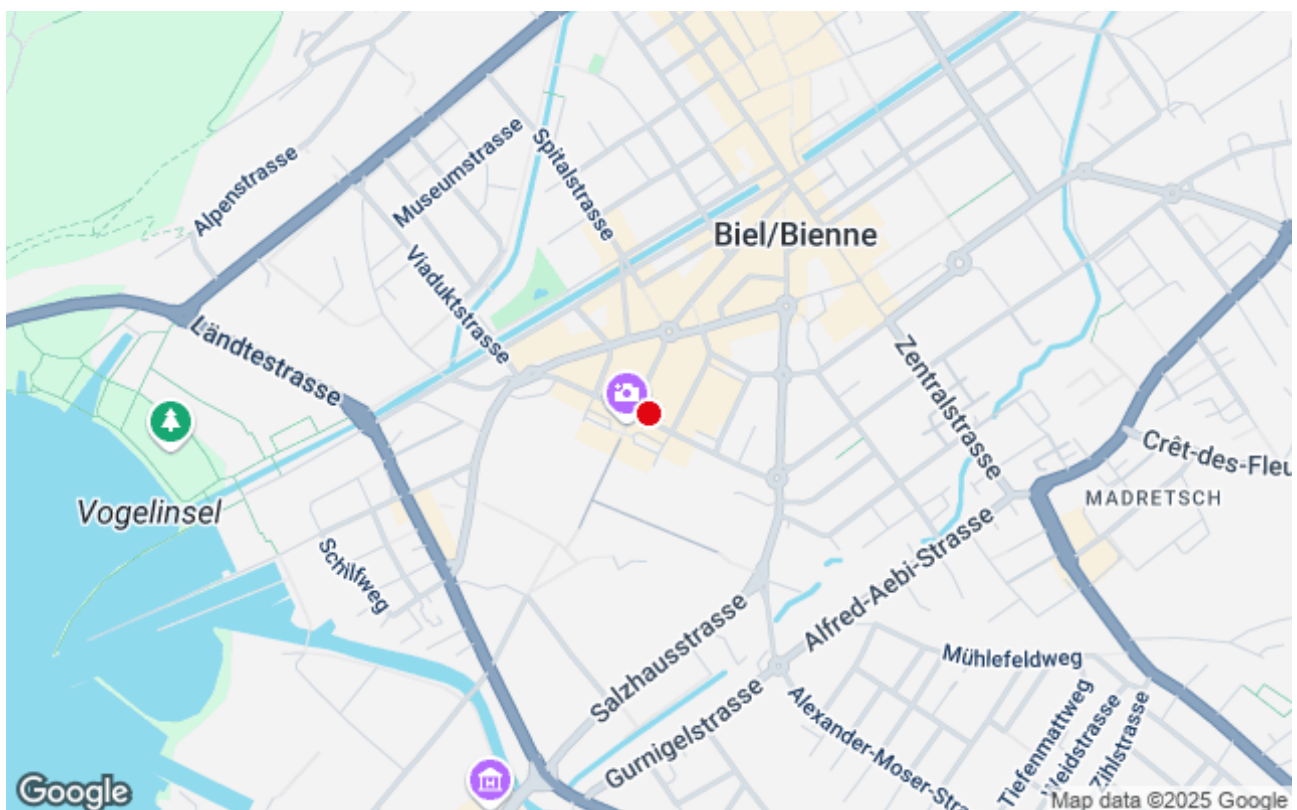 Alpenstrasse
Museumstrasse
Spitalstrasse
Biel/Bienne
Viaduktstrasse
Ländtestrasse
Zentralstrasse
Crêt-des-Fleu
MADRETSCH
Vogelinsel
Schilfweg
Alfred-Aebi-Strasse
Salzhausstrasse
Mühlefeldweg
Gurnigelstrasse
Alexander-Moser-Str
Tiefenmattweg
Weidstrasse
Zihlstrasse
Google
Map data ©2025 Google